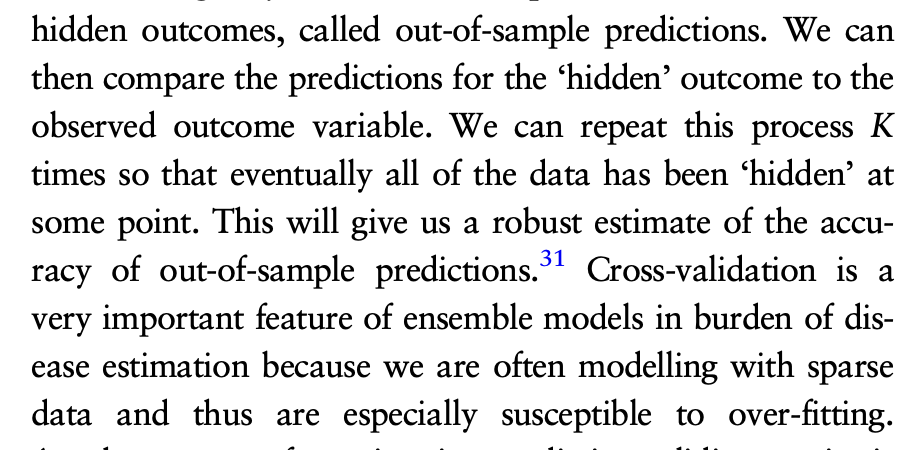 hidden outcomes, called out-of-sample predictions. We can
then compare the predictions for the ‘hidden’ outcome to the
observed outcome variable. We can repeat this process K
times so that eventually all of the data has been ‘hidden’ at
some point. This will give us a robust estimate of the accu-
racy of out-of-sample predictions.31 Cross-validation is a
very important feature of ensemble models in burden of dis-
ease estimation because we are often modelling with sparse
data and thus are especially susceptible to over-fitting.